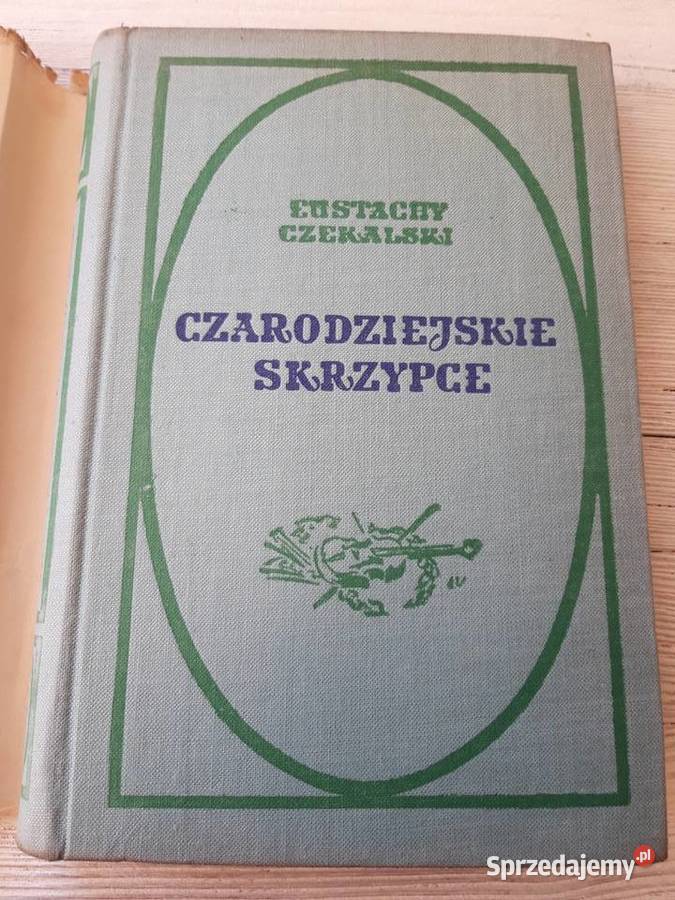 EUSTACHY
CZEKALSKI
CZARODZIEJSKIE
SKRZYPCE
Sprzedajemy.pl